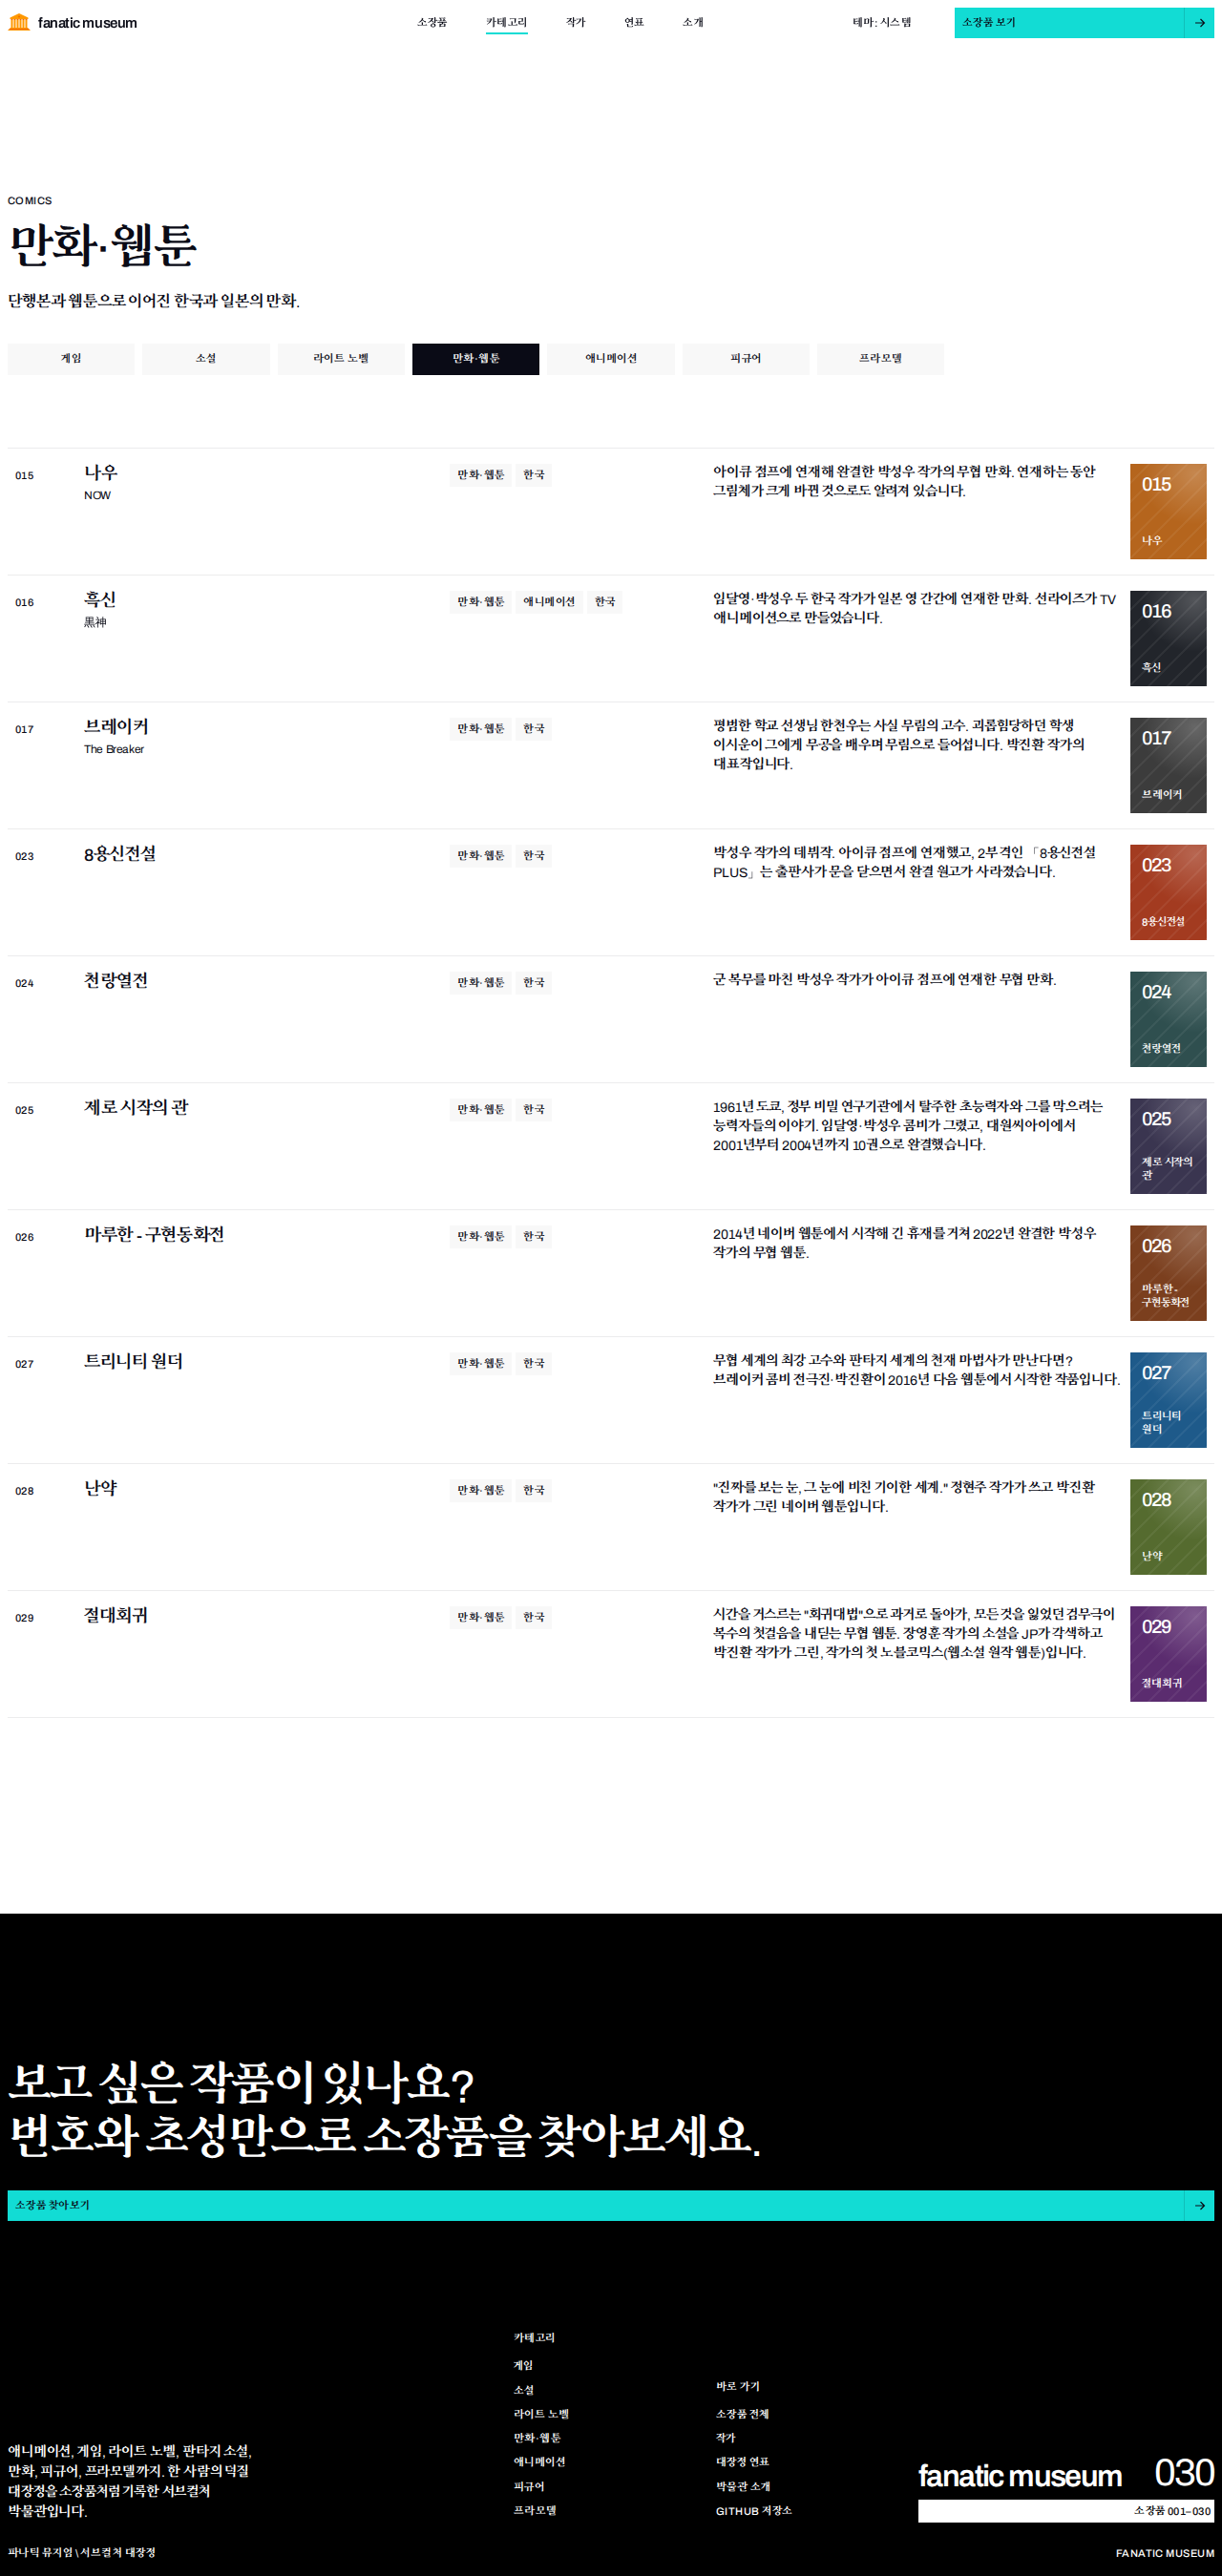 fanatic museum
소장품
카테고리
작가
연표
소개
테마: 시스템
소장품 보기
COMICS
만화·웹툰
단행본과 웹툰으로 이어진 한국과 일본의 만화.
게임
소설
라이트 노벨
만화·웹툰
애니메이션
피규어
프라모델
015
나우
NOW
만화·웹툰
한국
아이큐 점프에 연재해 완결한 박성우 작가의 무협 만화. 연재하는 동안
그림체가 크게 바뀐 것으로도 알려져 있습니다.
015
나우
016
흑신
黒神
만화·웹툰
애니메이션
한국
임달영·박성우 두 한국 작가가 일본 영 간간에 연재한 만화. 선라이즈가 TV
애니메이션으로 만들었습니다.
016
흑신
017
브레이커
The Breaker
만화·웹툰
한국
평범한 학교 선생님 한천우는 사실 무림의 고수. 괴롭힘당하던 학생
이시운이 그에게 무공을 배우며 무림으로 들어섭니다. 박진환 작가의
대표작입니다.
017
브레이커
023
8용신전설
만화·웹툰
한국
박성우 작가의 데뷔작. 아이큐 점프에 연재했고, 2부격인 「8용신전설
PLUS」는 출판사가 문을 닫으면서 완결 원고가 사라졌습니다.
023
8용신전설
024
천랑열전
만화·웹툰
한국
군 복무를 마친 박성우 작가가 아이큐 점프에 연재한 무협 만화.
024
천랑열전
025
제로 시작의 관
만화·웹툰
한국
1961년 도쿄, 정부 비밀 연구기관에서 탈주한 초능력자와 그를 막으려는
능력자들의 이야기. 임달영·박성우 콤비가 그렸고, 대원씨아이에서
2001년부터 2004년까지 10권으로 완결했습니다.
025
제로 시작의
관
026
마루한 - 구현동화전
만화·웹툰
한국
2014년 네이버 웹툰에서 시작해 긴 휴재를 거쳐 2022년 완결한 박성우
작가의 무협 웹툰.
026
마루한 -
구현동화전
027
트리니티 원더
만화·웹툰
한국
무협 세계의 최강 고수와 판타지 세계의 천재 마법사가 만난다면?
브레이커 콤비 전극진·박진환이 2016년 다음 웹툰에서 시작한 작품입니다.
027
트리니티
원더
028
난약
만화·웹툰
한국
"진짜를 보는 눈, 그 눈에 비친 기이한 세계." 정현주 작가가 쓰고 박진환
작가가 그린 네이버 웹툰입니다.
028
난약
029
절대회귀
만화·웹툰
한국
시간을 거스르는 "회귀대법"으로 과거로 돌아가, 모든 것을 잃었던 검무극이
복수의 첫걸음을 내딛는 무협 웹툰. 장영훈 작가의 소설을 JP가 각색하고
박진환 작가가 그린, 작가의 첫 노블코믹스(웹소설 원작 웹툰)입니다.
029
절대회귀
보고 싶은 작품이 있나요?
번호와 초성만으로 소장품을 찾아보세요.
소장품 찾아보기
애니메이션, 게임, 라이트 노벨, 판타지 소설,
만화, 피규어, 프라모델까지. 한 사람의 덕질
대장정을 소장품처럼 기록한 서브컬처
박물관입니다.
카테고리
게임
소설
라이트 노벨
만화·웹툰
애니메이션
피규어
프라모델
바로 가기
소장품 전체
작가
대장정 연표
박물관 소개
GITHUB 저장소
fanatic museum
030
소장품 001–030
파나틱 뮤지엄 \ 서브컬처 대장정
FANATIC MUSEUM